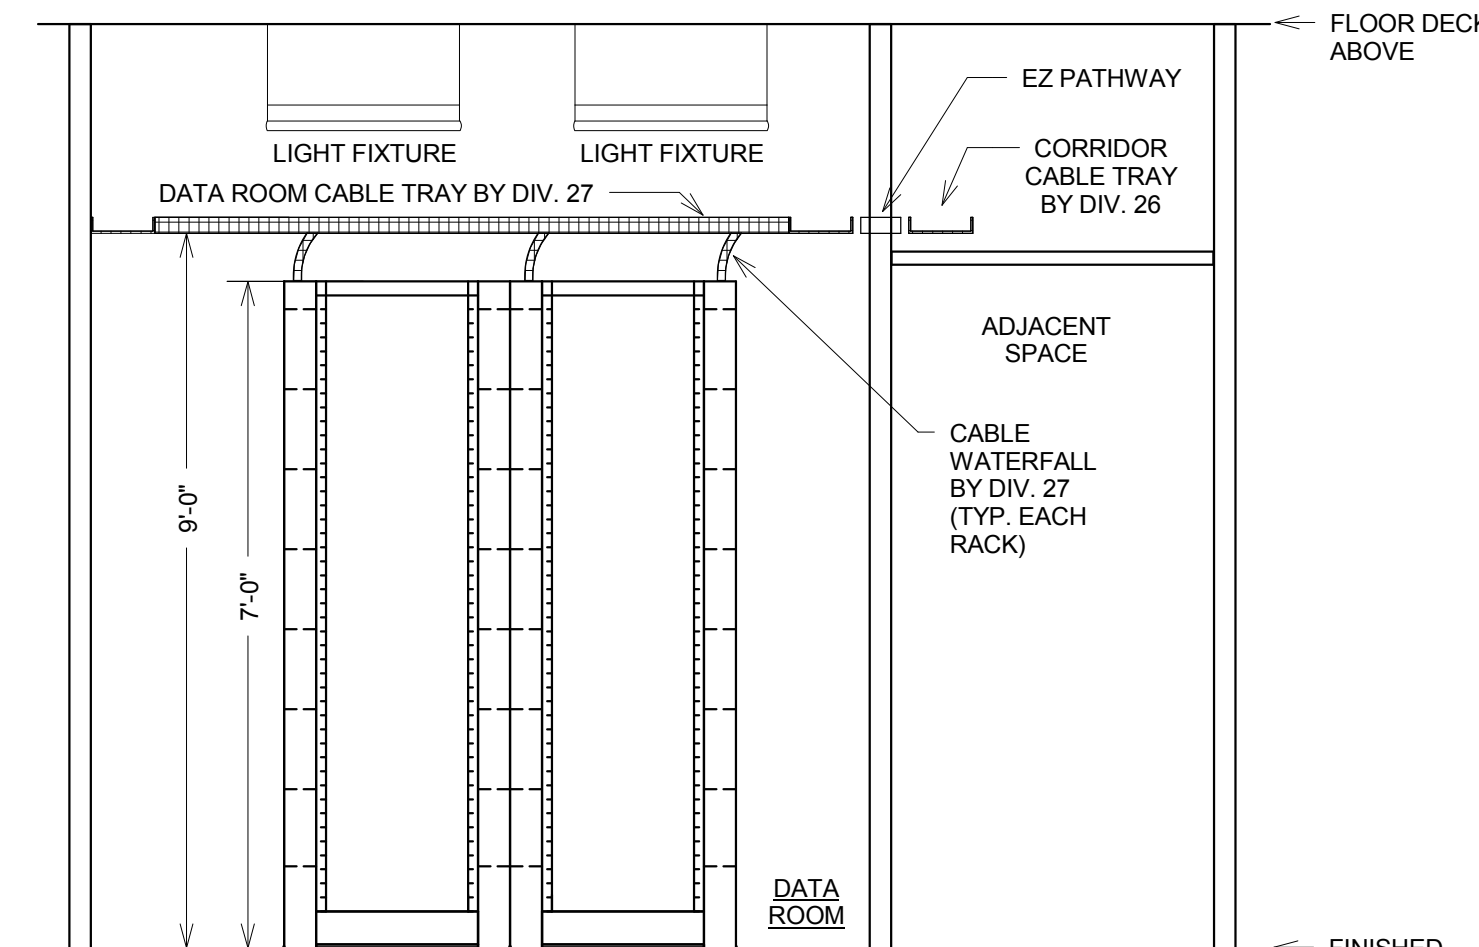 FLOOR DECK
ABOVE
EZ PATHWAY
LIGHT FIXTURE
LIGHT FIXTURE
CORRIDOR
CABLE TRAY
BY DIV. 26
DATA ROOM CABLE TRAY BY DIV. 27
ADJACENT
SPACE
CABLE
WATERFALL
BY DIV. 27
(TYP. EACH
RACK)
9'-0"
7'-0"
DATA
ROOM
FINISHED